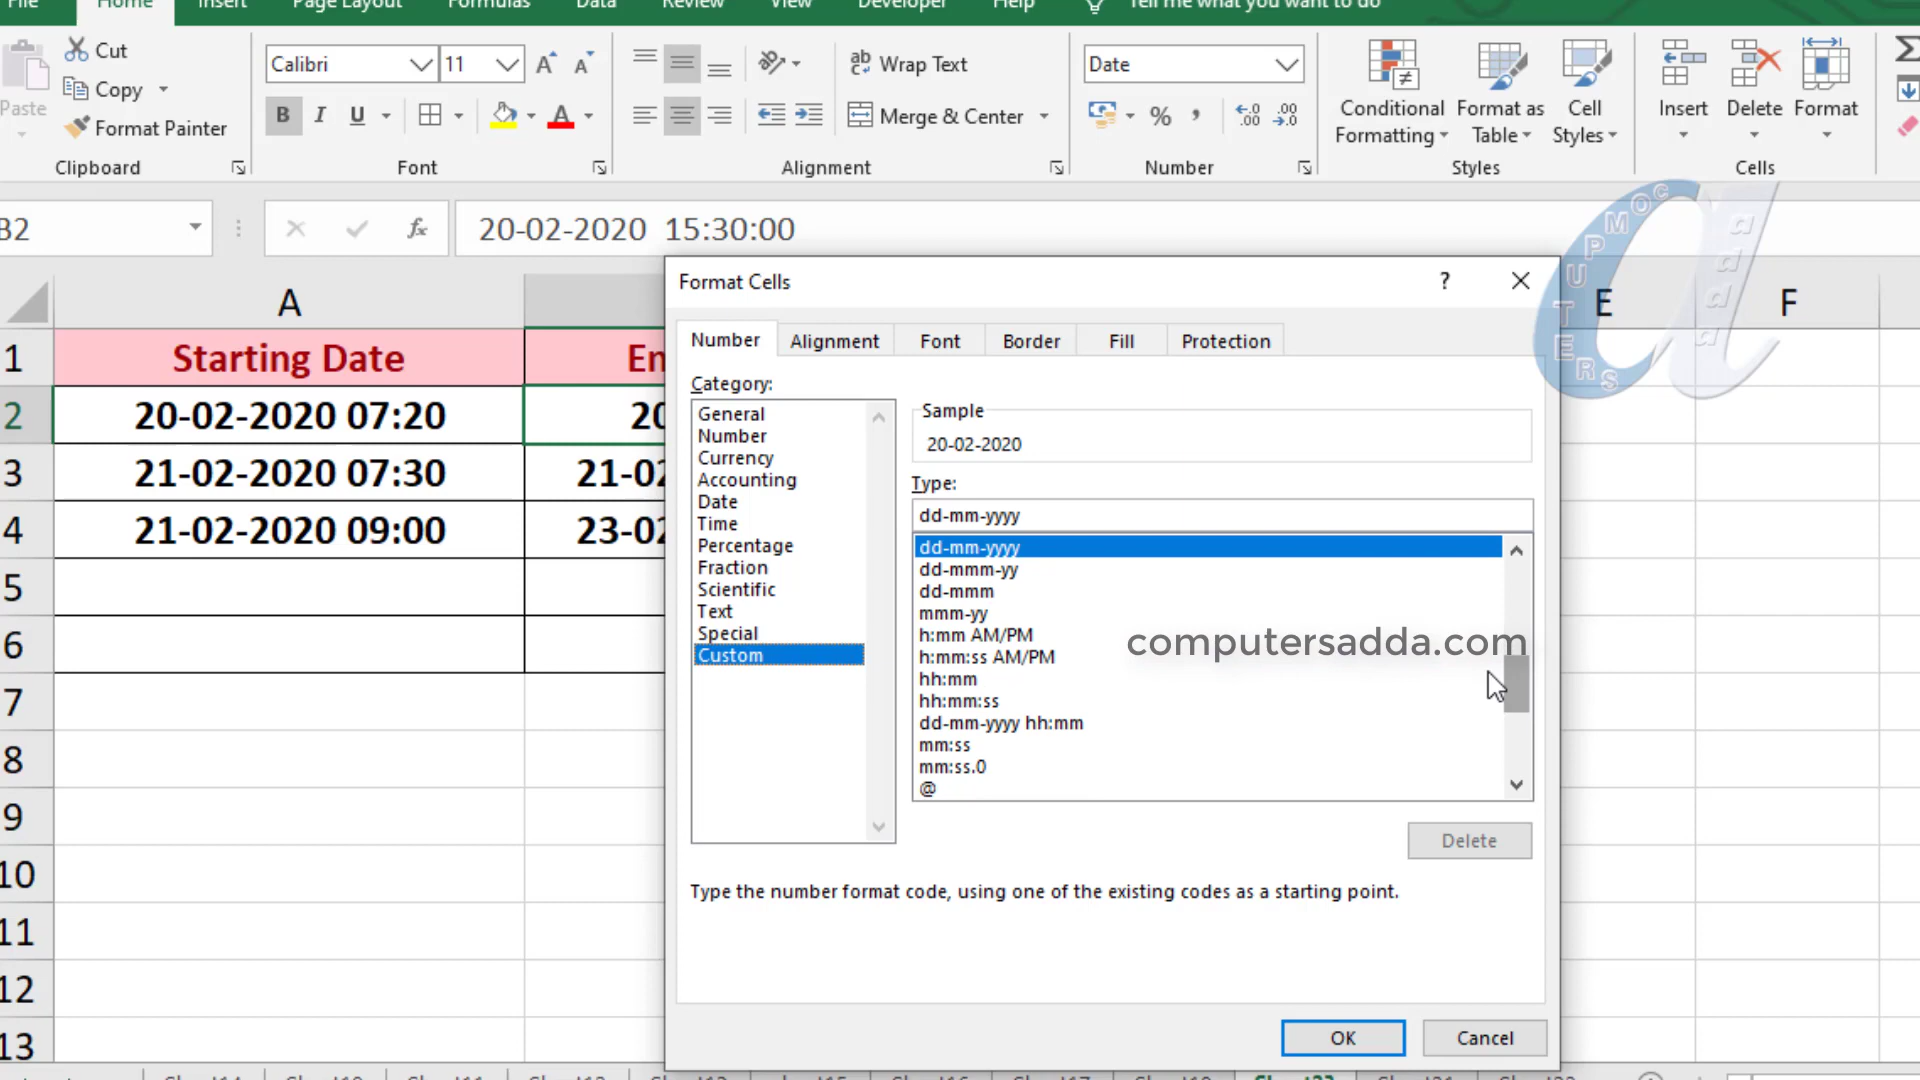 File Home Insert Page Layout Formulas Data Review View Developer Help Tell me what you want to do
Cut
Copy
Paste
Format Painter
Clipboard
Calibri 11
B I U
Font
Wrap Text
Merge & Center
Alignment
Date
%
Number
Conditional Formatting
Format as Table
Cell Styles
Styles
Insert Delete Format
Cells
B2
fx
20-02-2020 15:30:00
COMPUTERS
adda
A E F
1 Starting Date
2 20-02-2020 07:20
3 21-02-2020 07:30
4 21-02-2020 09:00
5
6
7
8
9
10
11
12
13
Format Cells
?
Number Alignment Font Border Fill Protection
Category:
General
Number
Currency
Accounting
Date
Time
Percentage
Fraction
Scientific
Text
Special
Custom
Sample
20-02-2020
Type:
dd-mm-yyyy
dd-mm-yyyy
dd-mmm-yy
dd-mmm
mmm-yy
h:mm AM/PM
h:mm:ss AM/PM
hh:mm
hh:mm:ss
dd-mm-yyyy hh:mm
mm:ss
mm:ss.0
@
computersadda.com
Delete
Type the number format code, using one of the existing codes as a starting point.
OK Cancel